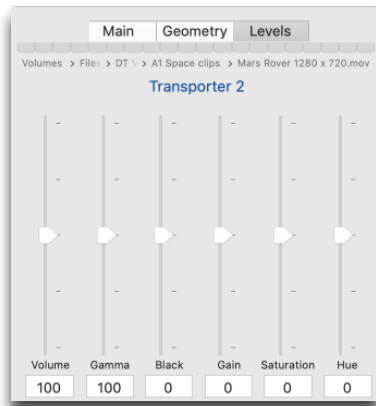 Main Geometry Levels
Volumes > Files > DT V > A1 Space clips > Mars Rover 1280 x 720.mov
Transporter 2
Volume Gamma Black Gain Saturation Hue
100 100 0 0 0 0